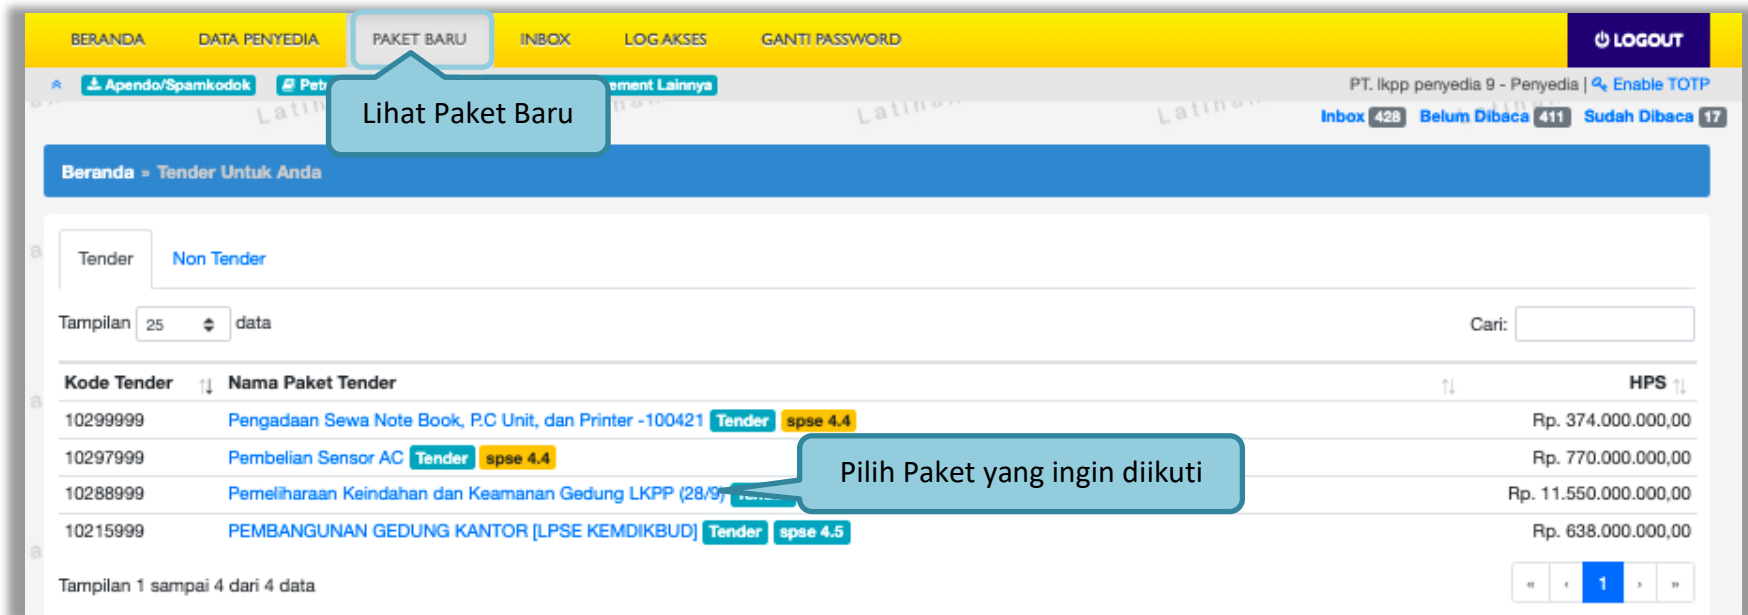 BERANDA DATA PENYEDIA PAKET BARU INBOX LOG AKSES GANTI PASSWORD LOGOUT
Apendo/Spamkodok Lainnya PT. lkpp penyedia 9 - Penyedia | Enable TOTP
Lihat Paket Baru
Inbox 428 Belum Dibaca 411 Sudah Dibaca 17
Latihan
Beranda » Tender Untuk Anda
Tender Non Tender
Tampilan 25 data Cari:
Kode Tender Nama Paket Tender HPS
10299999 Pengadaan Sewa Note Book, P.C Unit, dan Printer -100421 Tender spse 4.4 Rp. 374.000.000,00
10297999 Pembelian Sensor AC Tender spse 4.4 Rp. 770.000.000,00
Pilih Paket yang ingin diikuti
10288999 Pemeliharaan Keindahan dan Keamanan Gedung LKPP (28/9) Rp. 11.550.000.000,00
10215999 PEMBANGUNAN GEDUNG KANTOR [LPSE KEMDIKBUD] Tender spse 4.5 Rp. 638.000.000,00
Tampilan 1 sampai 4 dari 4 data « ‹ 1 › »